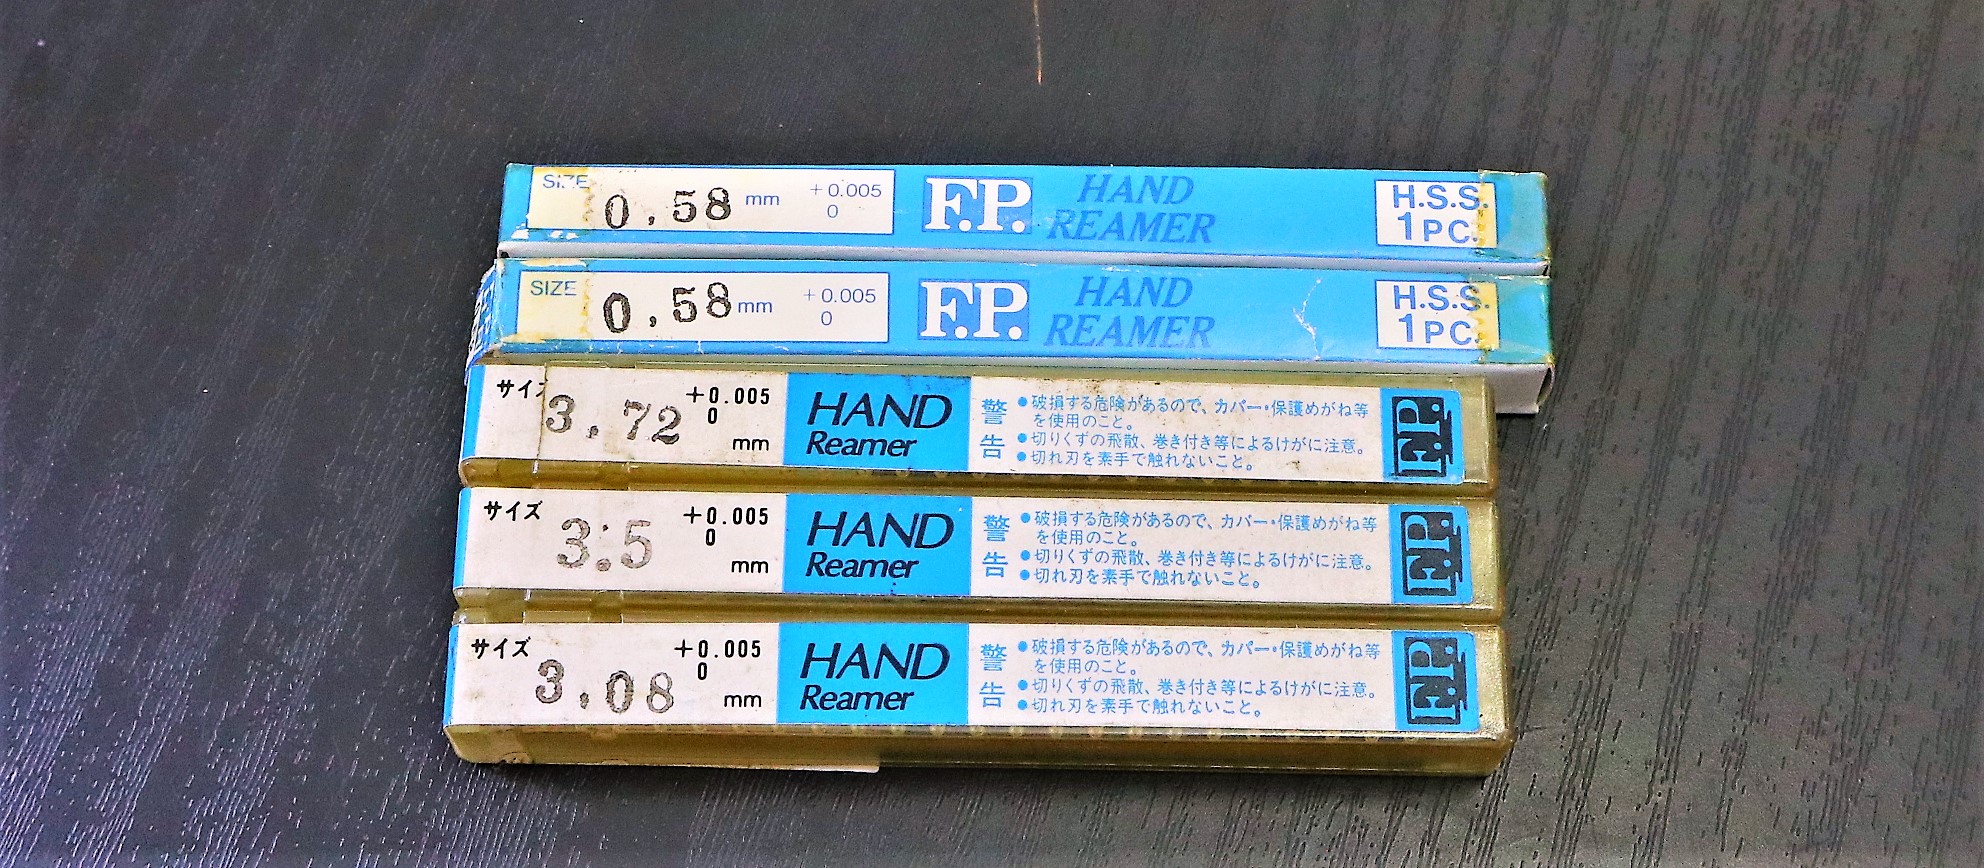 SIZE 0.58 mm +0.005 0 F.P. HAND REAMER H.S.S. 1PC.
SIZE 0.58 mm +0.005 0 F.P. HAND REAMER H.S.S. 1PC.
サイズ 3.72 +0.005 0 mm
HAND Reamer
警告
●破損する危険があるので、カバー・保護めがね等
を使用のこと。
●切りくずの飛散、巻き付き等によるけがに注意。
●切れ刃を素手で触れないこと。
F.P.
サイズ 3.5 +0.005 0 mm
HAND Reamer
警告
●破損する危険があるので、カバー・保護めがね等
を使用のこと。
●切りくずの飛散、巻き付き等によるけがに注意。
●切れ刃を素手で触れないこと。
F.P.
サイズ 3.08 +0.005 0 mm
HAND Reamer
警告
●破損する危険があるので、カバー・保護めがね等
を使用のこと。
●切りくずの飛散、巻き付き等によるけがに注意。
●切れ刃を素手で触れないこと。
F.P.